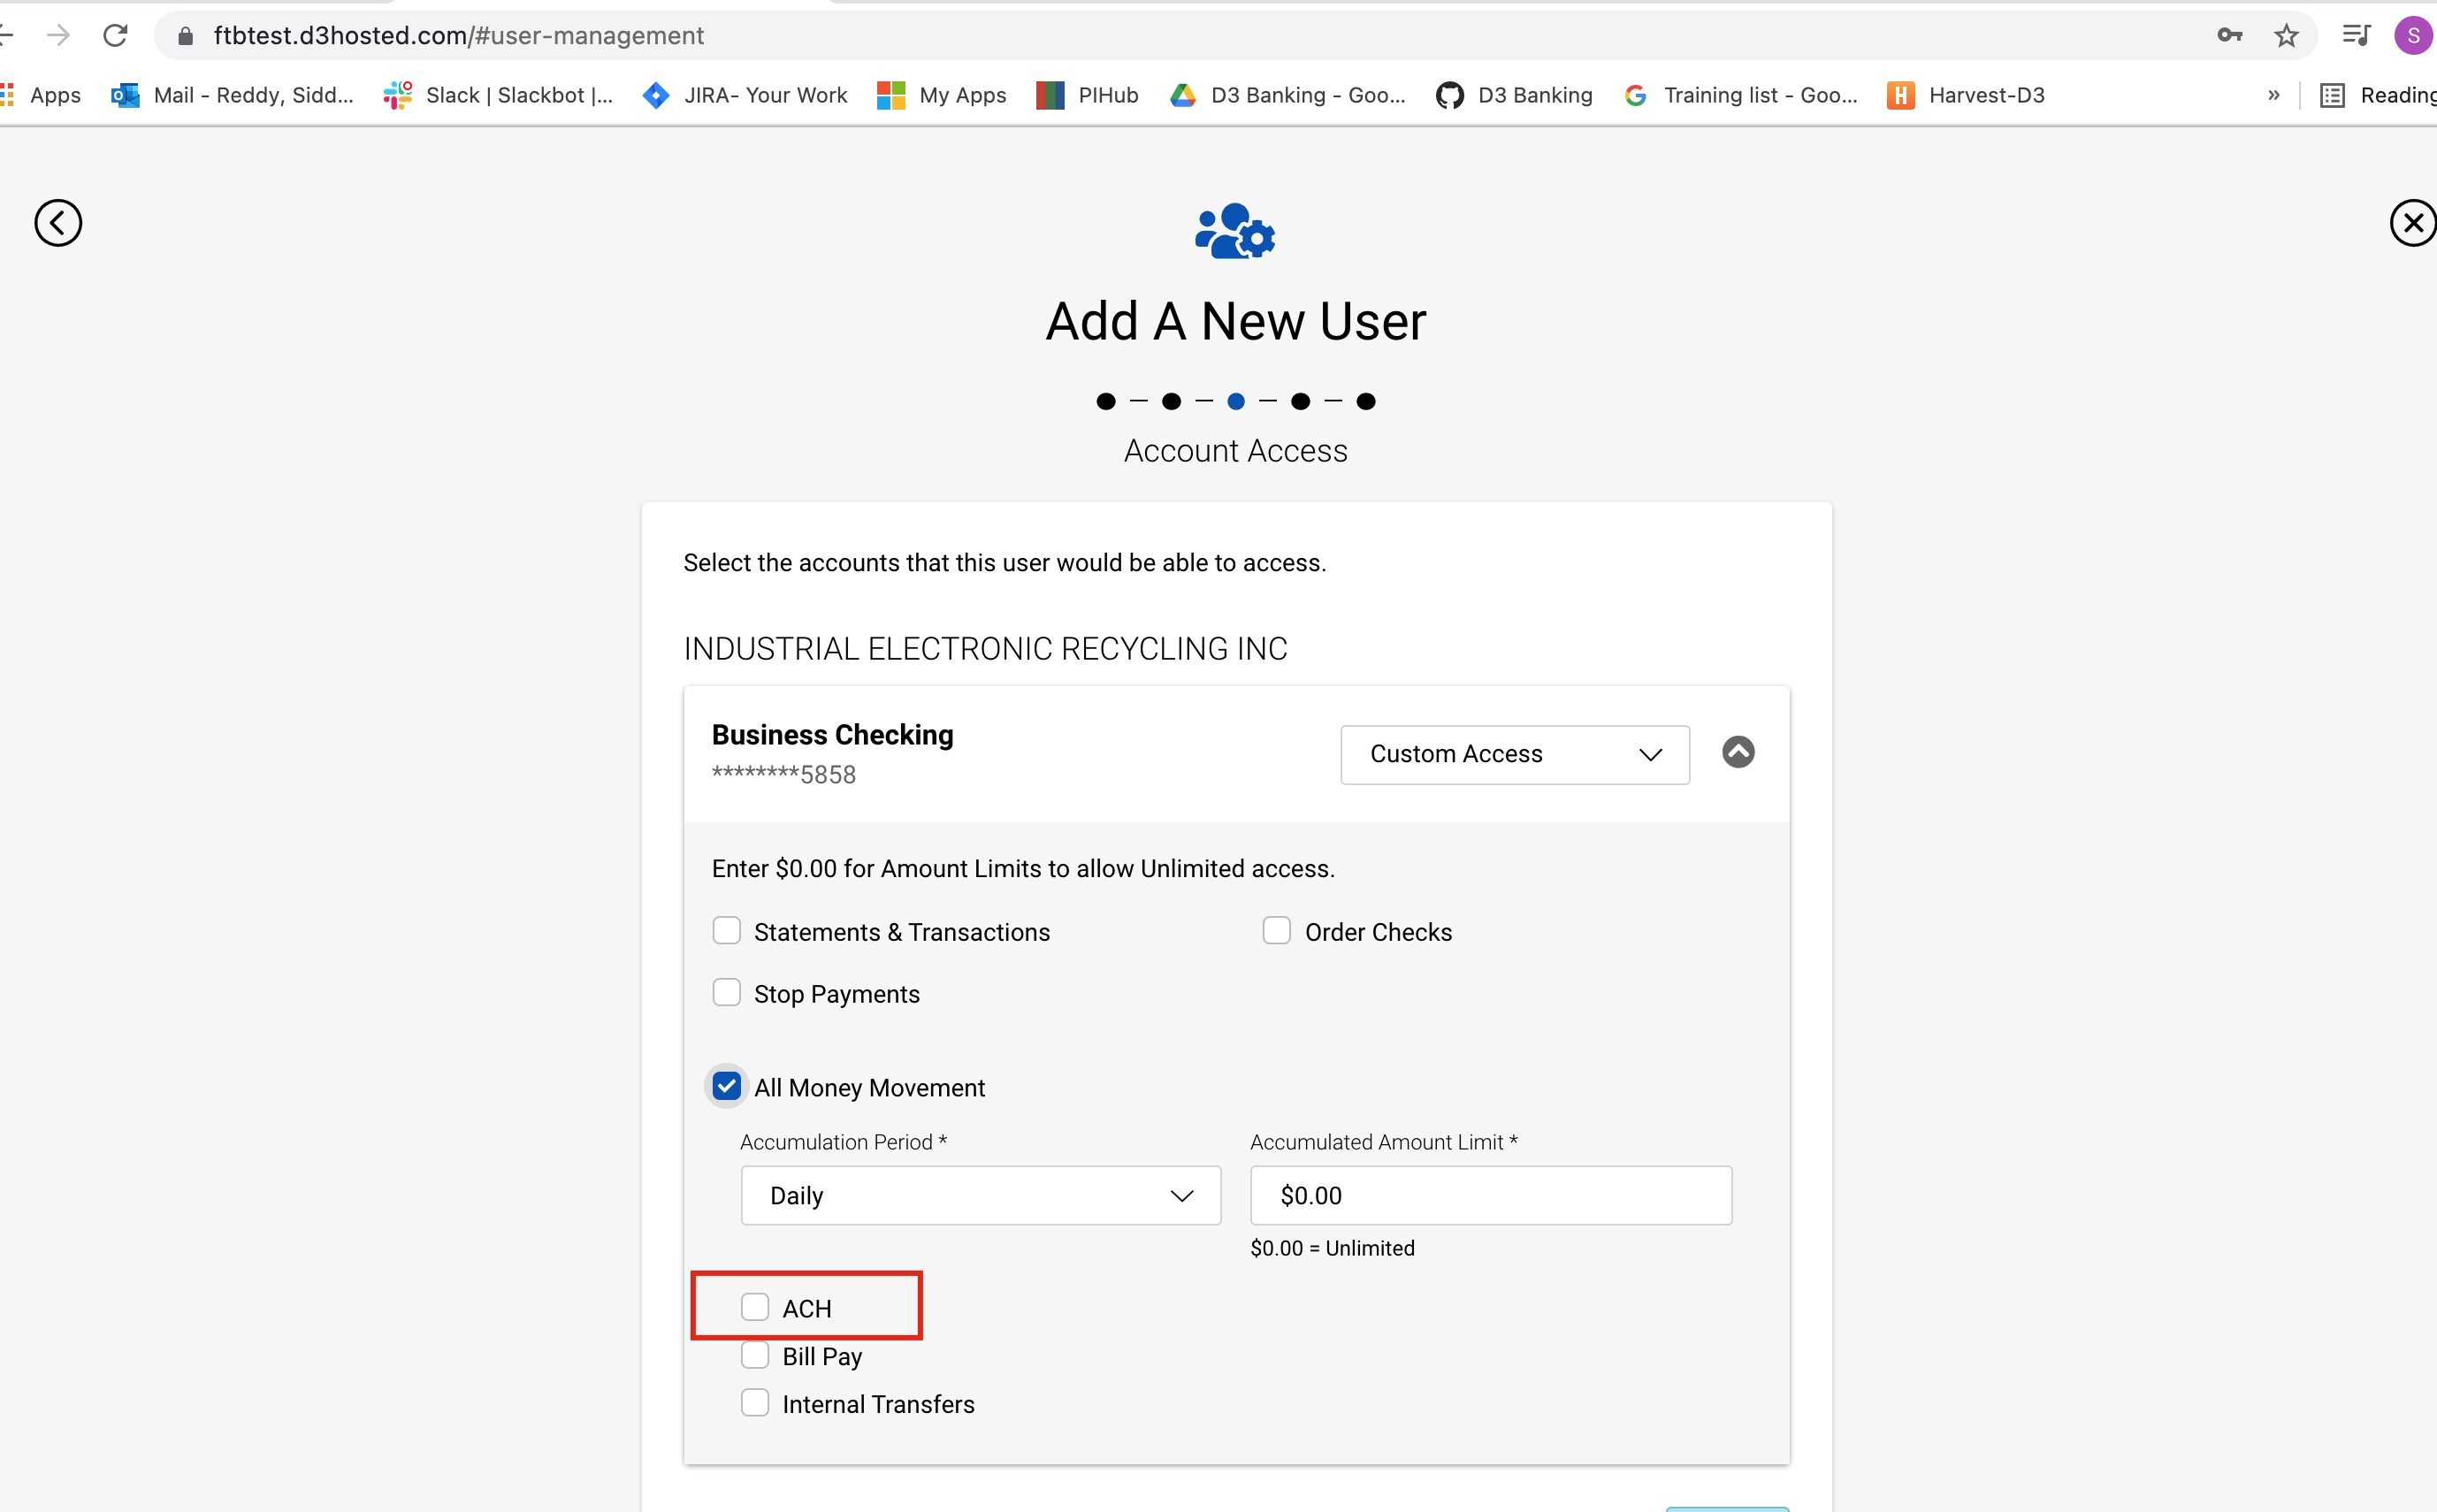 ftbtest.d3hosted.com/#user-management
S
Apps
Mail - Reddy, Sidd...
Slack | Slackbot |...
JIRA- Your Work
My Apps
PIHub
D3 Banking - Goo...
D3 Banking
Training list - Goo...
H Harvest-D3
»
Reading
Add A New User
Account Access
Select the accounts that this user would be able to access.
INDUSTRIAL ELECTRONIC RECYCLING INC
Business Checking
Custom Access
********5858
Enter $0.00 for Amount Limits to allow Unlimited access.
Statements & Transactions
Order Checks
Stop Payments
All Money Movement
Accumulation Period *
Accumulated Amount Limit *
Daily
$0.00
$0.00 = Unlimited
ACH
Bill Pay
Internal Transfers